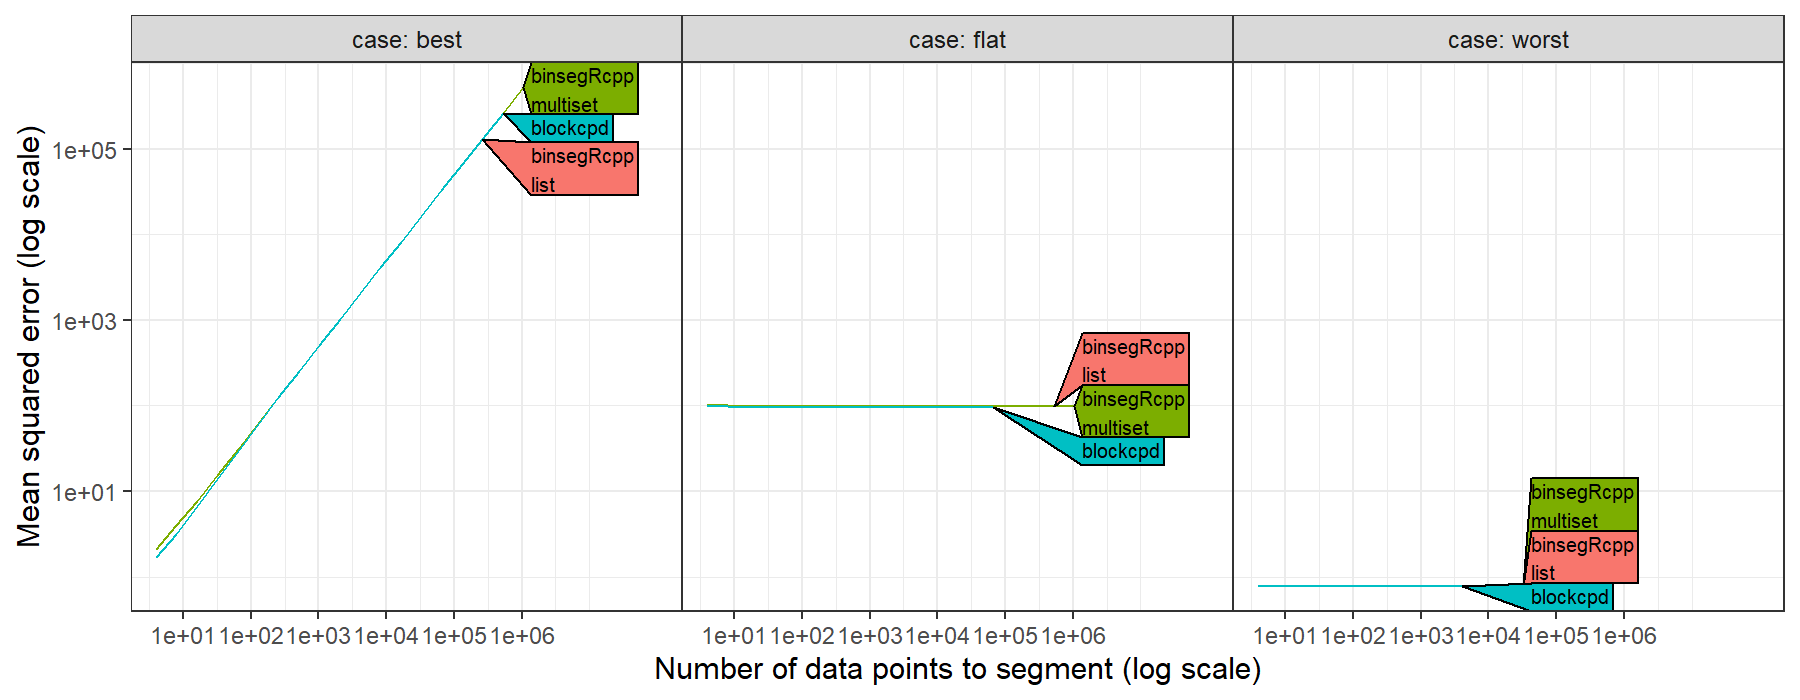 case: best
case: flat
case: worst
Mean squared error (log scale)
1e+05
1e+03
1e+01
binsegRcpp
multiset
blockcpd
binsegRcpp
list
binsegRcpp
list
binsegRcpp
multiset
blockcpd
binsegRcpp
multiset
binsegRcpp
list
blockcpd
1e+01 1e+02 1e+03 1e+04 1e+05 1e+06
1e+01 1e+02 1e+03 1e+04 1e+05 1e+06
1e+01 1e+02 1e+03 1e+04 1e+05 1e+06
Number of data points to segment (log scale)